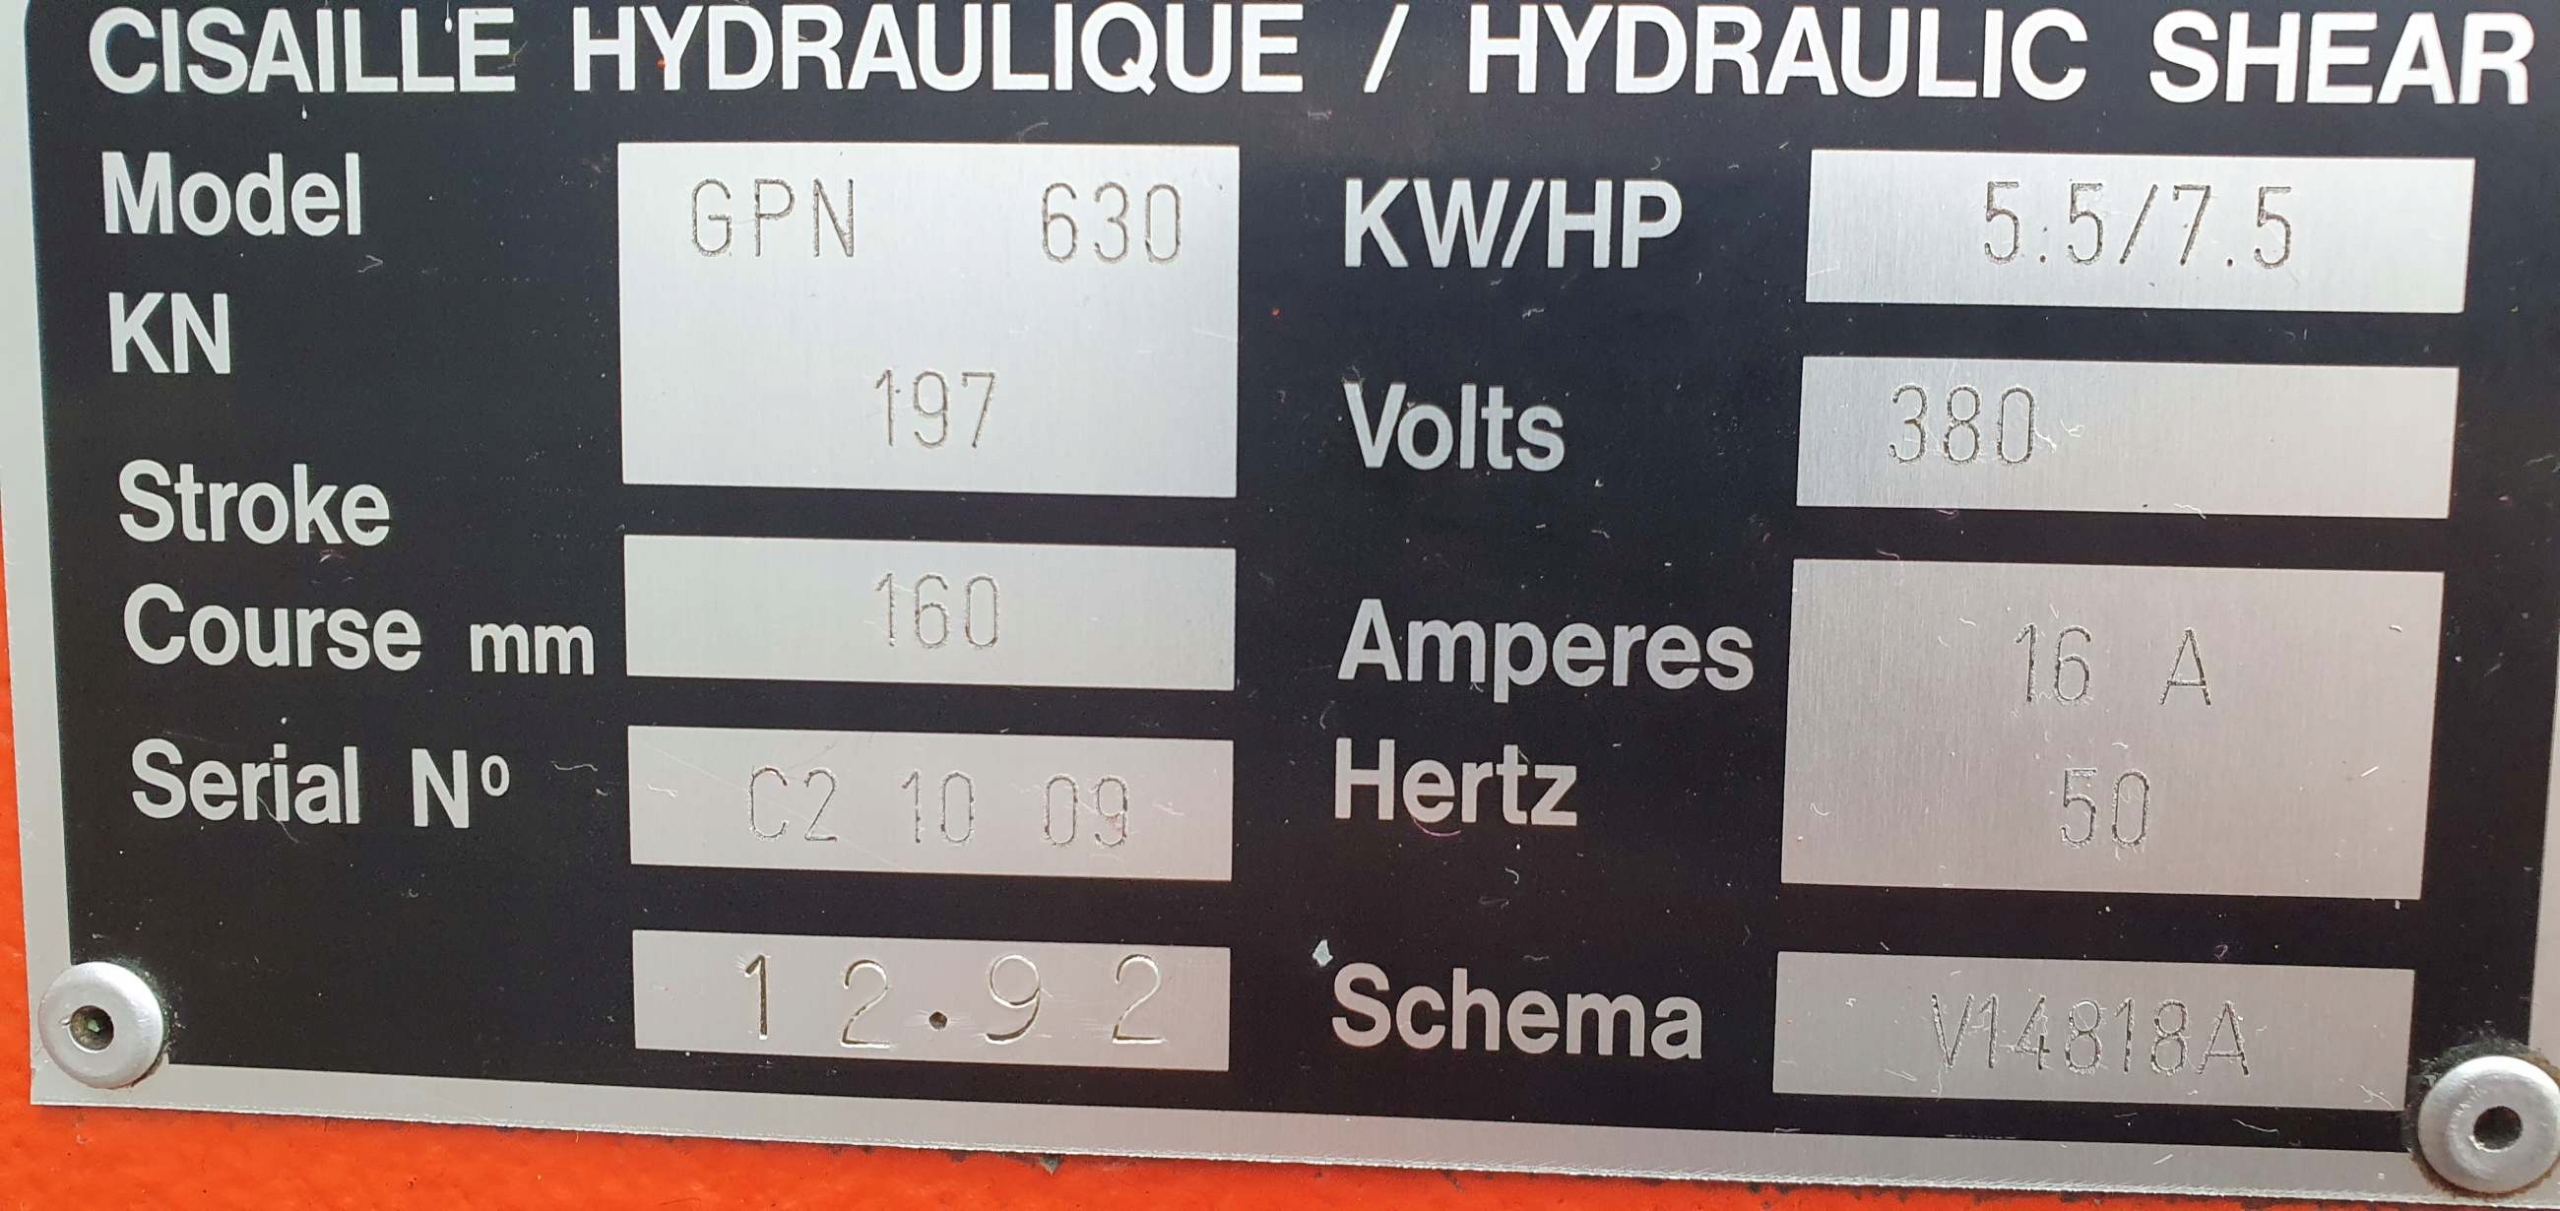 CISAILLE HYDRAULIQUE / HYDRAULIC SHEAR
Model GPN 630
KN 197
Stroke
Course mm 160
Serial Nº C2 10 09
12.92
KW/HP 5.5/7.5
Volts 380
Amperes 16 A
Hertz 50
Schema V14818A